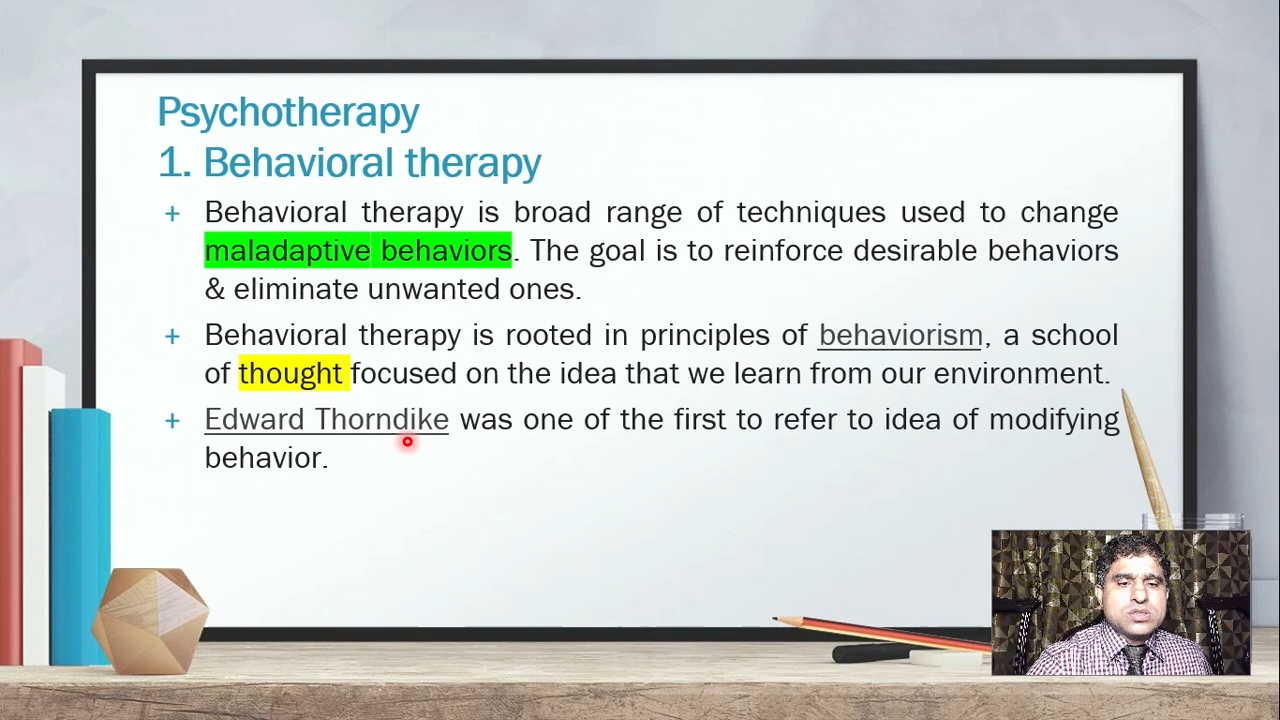 Psychotherapy
1. Behavioral therapy
+ Behavioral therapy is broad range of techniques used to change
maladaptive behaviors. The goal is to reinforce desirable behaviors
& eliminate unwanted ones.
+ Behavioral therapy is rooted in principles of behaviorism, a school
of thought focused on the idea that we learn from our environment.
+ Edward Thorndike was one of the first to refer to idea of modifying
behavior.